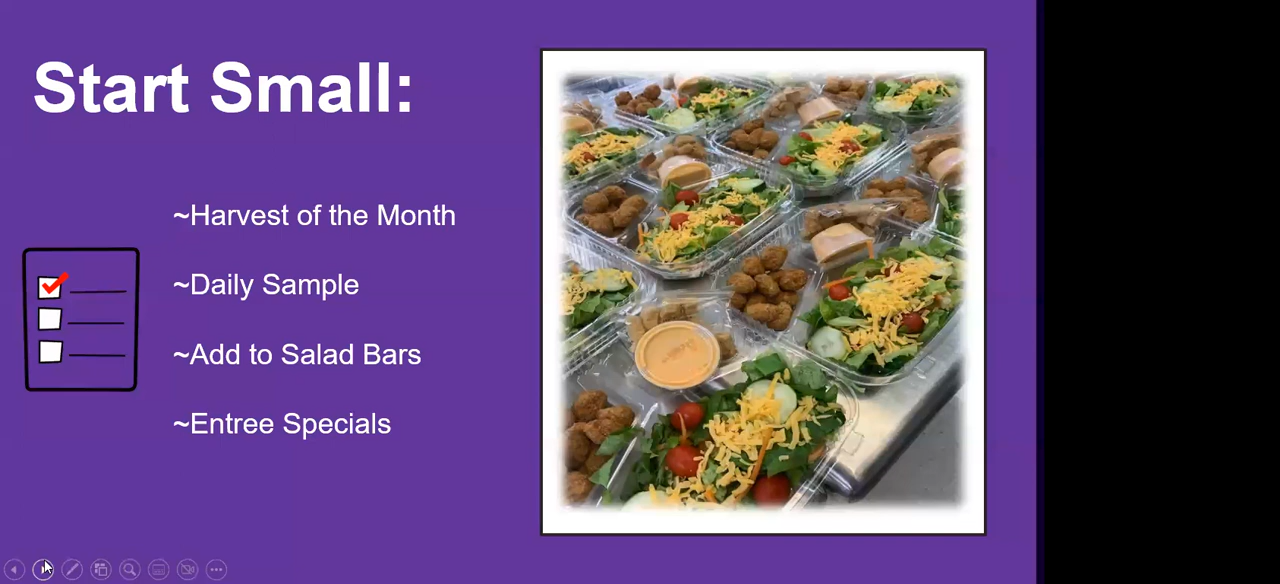 Start Small:
~Harvest of the Month
~Daily Sample
~Add to Salad Bars
~Entree Specials